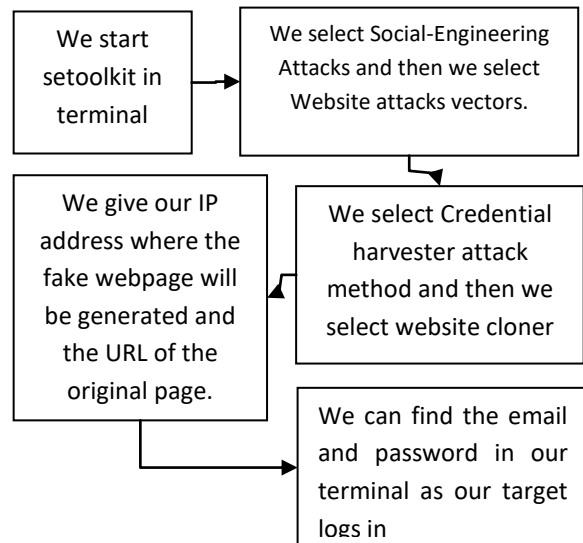 We start
setoolkit in
terminal
We select Social-Engineering
Attacks and then we select
Website attacks vectors.
We select Credential
harvester attack
method and then we
select website cloner
We give our IP
address where the
fake webpage will
be generated and
the URL of the
original page.
We can find the email
and password in our
terminal as our target
logs in